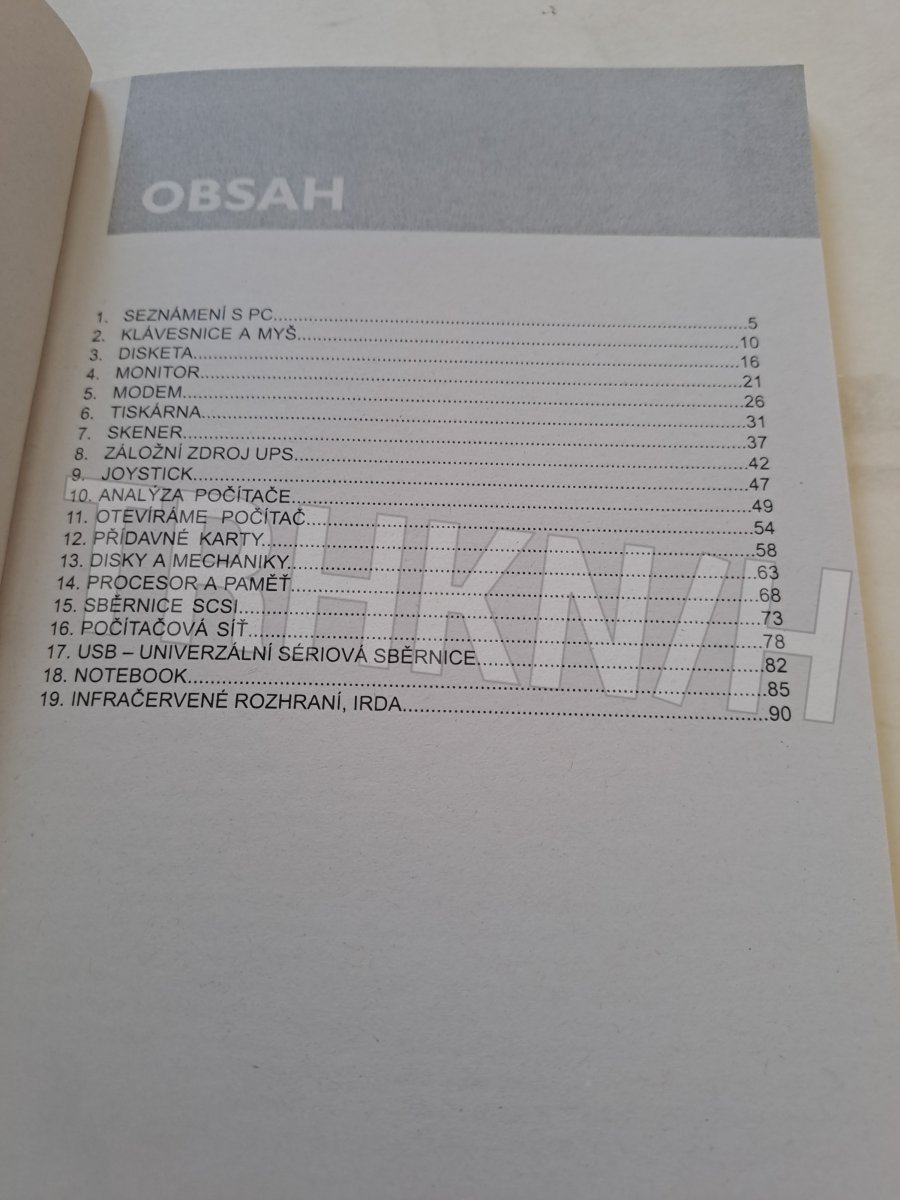 OBSAH
1. SEZNÁMENÍ S PC....5
2. KLÁVESNICE A MYŠ....10
3. DISKETA....16
4. MONITOR....21
5. MODEM....26
6. TISKÁRNA....31
7. SKENER....37
8. ZÁLOŽNÍ ZDROJ UPS....42
9. JOYSTICK....47
10. ANALÝZA POČÍTAČE....49
11. OTEVÍRÁME POČÍTAČ....54
12. PŘÍDAVNÉ KARTY....58
13. DISKY A MECHANIKY....63
14. PROCESOR A PAMĚŤ....68
15. SBĚRNICE SCSI....73
16. POČÍTAČOVÁ SÍŤ....78
17. USB – UNIVERZÁLNÍ SÉRIOVÁ SBĚRNICE....82
18. NOTEBOOK....85
19. INFRAČERVENÉ ROZHRANÍ, IRDA....90